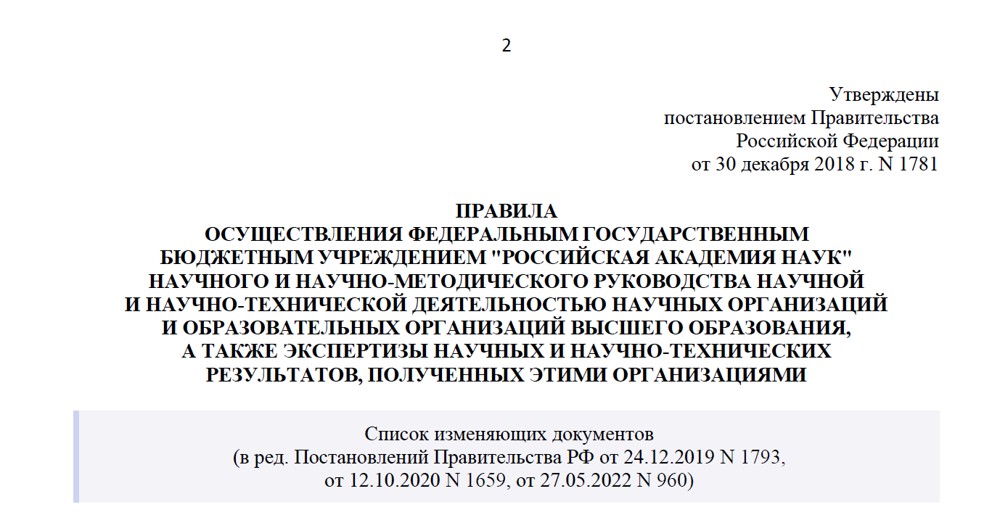 2
Утверждены
постановлением Правительства
Российской Федерации
от 30 декабря 2018 г. N 1781
ПРАВИЛА
ОСУЩЕСТВЛЕНИЯ ФЕДЕРАЛЬНЫМ ГОСУДАРСТВЕННЫМ
БЮДЖЕТНЫМ УЧРЕЖДЕНИЕМ "РОССИЙСКАЯ АКАДЕМИЯ НАУК"
НАУЧНОГО И НАУЧНО-МЕТОДИЧЕСКОГО РУКОВОДСТВА НАУЧНОЙ
И НАУЧНО-ТЕХНИЧЕСКОЙ ДЕЯТЕЛЬНОСТЬЮ НАУЧНЫХ ОРГАНИЗАЦИЙ
И ОБРАЗОВАТЕЛЬНЫХ ОРГАНИЗАЦИЙ ВЫСШЕГО ОБРАЗОВАНИЯ,
А ТАКЖЕ ЭКСПЕРТИЗЫ НАУЧНЫХ И НАУЧНО-ТЕХНИЧЕСКИХ
РЕЗУЛЬТАТОВ, ПОЛУЧЕННЫХ ЭТИМИ ОРГАНИЗАЦИЯМИ
Список изменяющих документов
(в ред. Постановлений Правительства РФ от 24.12.2019 N 1793,
от 12.10.2020 N 1659, от 27.05.2022 N 960)